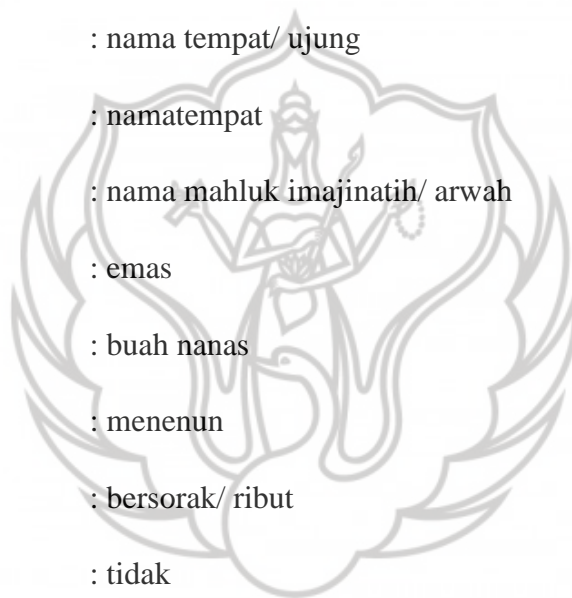 : nama tempat/ ujung
: namatempat
: nama mahluk imajinatih/ arwah
: emas
: buah nanas
: menenun
: bersorak/ ribut
: tidak